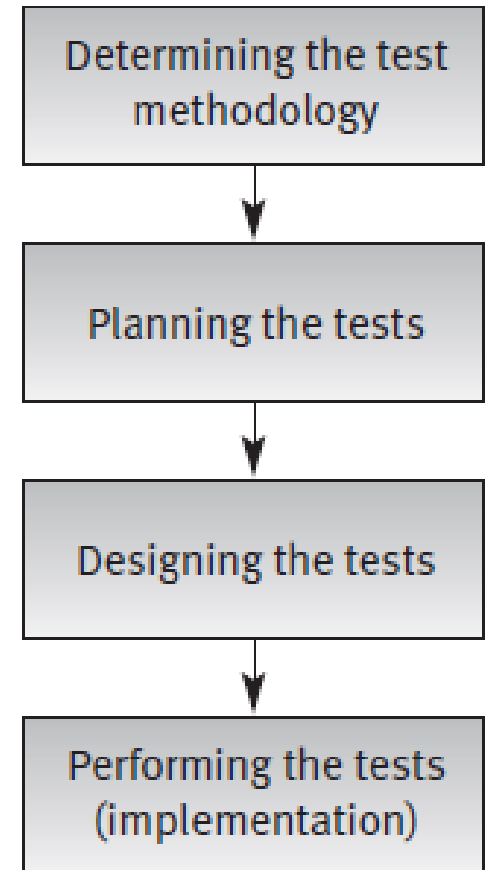 Determining the test
methodology
Planning the tests
Designing the tests
Performing the tests
(implementation)